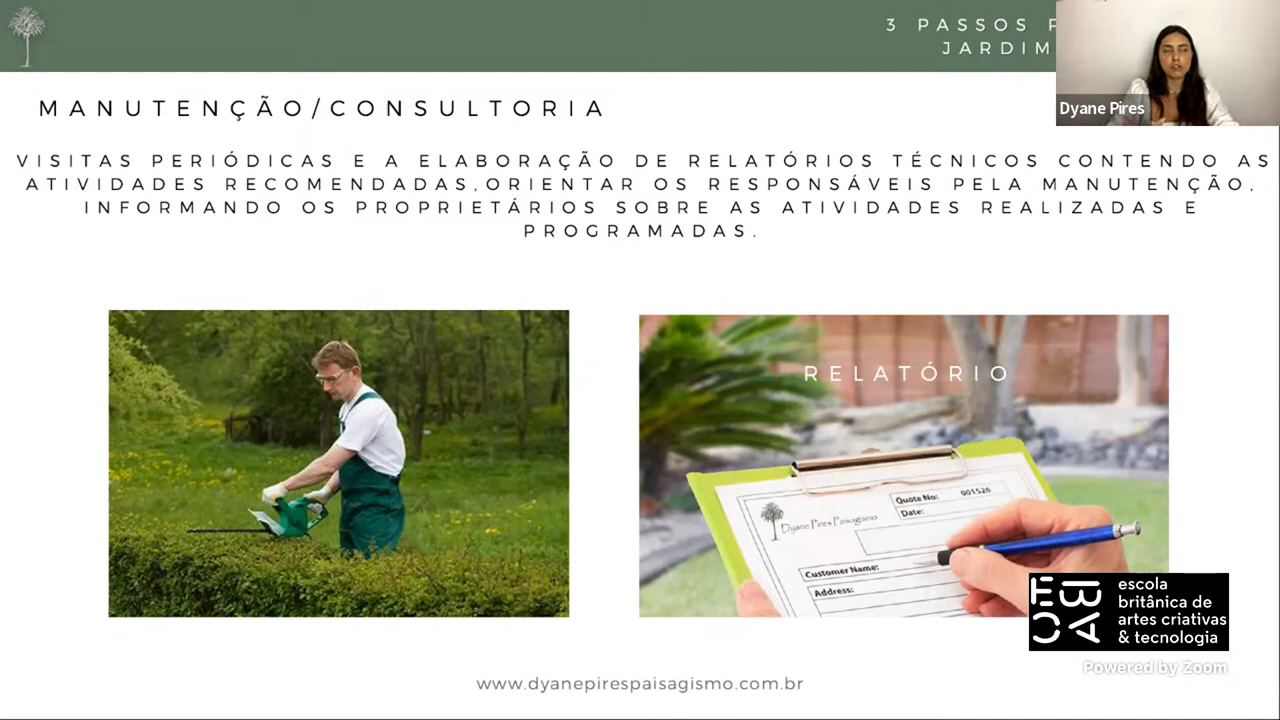 3 PASSOS
JARDIM
Dyane Pires
MANUTENÇÃO/CONSULTORIA
VISITAS PERIÓDICAS E A ELABORAÇÃO DE RELATÓRIOS TÉCNICOS CONTENDO AS
ATIVIDADES RECOMENDADAS,ORIENTAR OS RESPONSÁVEIS PELA MANUTENÇÃO,
INFORMANDO OS PROPRIETÁRIOS SOBRE AS ATIVIDADES REALIZADAS E
PROGRAMADAS.
RELATÓRIO
Quote No: 001526
Date:
Dyane Pires Paisagismo
Customer Name:
Address:
EBAC
escola
britânica de
artes criativas
& tecnologia
Powered by Zoom
www.dyanepirespaisagismo.com.br